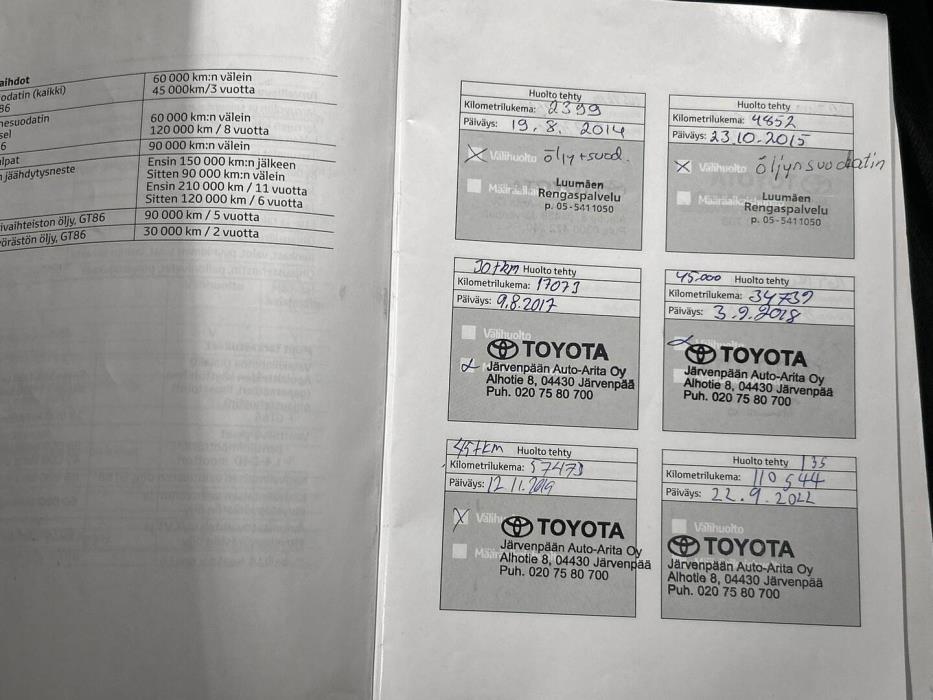 aihdot
odatin (kaikki)
86
nesuodatin
sel
6
lpat
n jäähdytysneste
ivaihteiston öljy, GT86
örästön öljy, GT86
60 000 km:n välein
45 000km/3 vuotta
60 000 km:n välein
120 000 km / 8 vuotta
90 000 km:n välein
Ensin 150 000 km:n jälkeen
Sitten 90 000 km:n välein
Ensin 210 000 km / 11 vuotta
Sitten 120 000 km / 6 vuotta
90 000 km / 5 vuotta
30 000 km / 2 vuotta
Huolto tehty
Kilometrilukema: 2399
Päiväys: 19.8. 2014
Välihuolto öljy+suod.
Luumäen
Rengaspalvelu
p. 05-5411050
Huolto tehty
Kilometrilukema: 4852
Päiväys: 23.10.2015
Välihuolto öljynsuodatin
Luumäen
Rengaspalvelu
p. 05-5411050
30tkm Huolto tehty
Kilometrilukema: 17073
Päiväys: 9.8.2017
Välihuolto
TOYOTA
Järvenpään Auto-Arita Oy
Alhotie 8, 04430 Järvenpää
Puh. 020 75 80 700
45.000 Huolto tehty
Kilometrilukema: 34739
Päiväys: 3.9.2018
TOYOTA
Järvenpään Auto-Arita Oy
Alhotie 8, 04430 Järvenpää
Puh. 020 75 80 700
45tkm Huolto tehty
Kilometrilukema: 57473
Päiväys: 12.11.2019
TOYOTA
Järvenpään Auto-Arita Oy
Alhotie 8, 04430 Järvenpää
Puh. 020 75 80 700
Huolto tehty 135
Kilometrilukema: 110544
Päiväys: 22.9.2022
Välihuolto
TOYOTA
Järvenpään Auto-Arita Oy
Alhotie 8, 04430 Järvenpää
Puh. 020 75 80 700